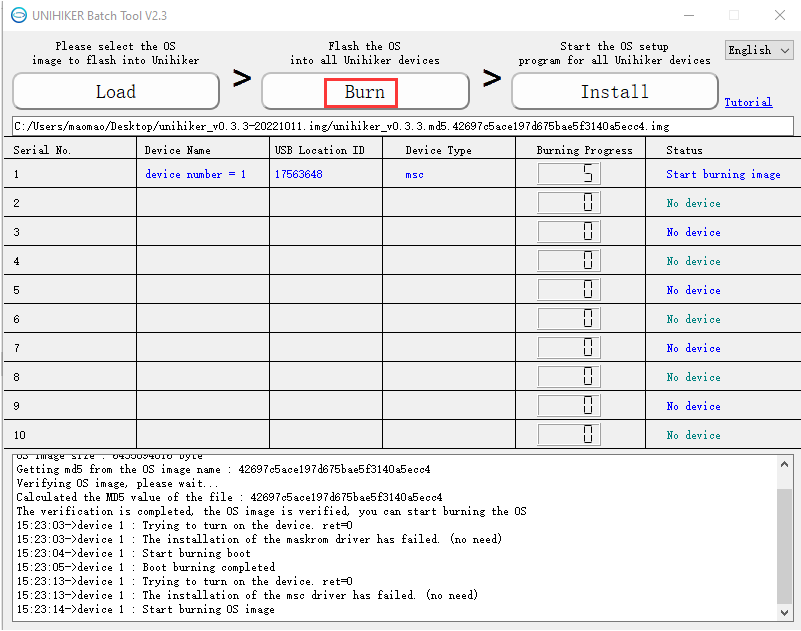 UNIHIKER Batch Tool V2.3
Please select the OS
image to flash into Unihiker
Flash the OS
into all Unihiker devices
Start the OS setup
program for all Unihiker devices
English
Load
>
Burn
>
Install
Tutorial
C:/Users/maomao/Desktop/unihiker_v0.3.3-20221011.img/unihiker_v0.3.3.md5.42697c5ace197d675bae5f3140a5ecc4.img
Serial No. Device Name USB Location ID Device Type Burning Progress Status
1 device number = 1 17563648 msc 5 Start burning image
2 0 No device
3 0 No device
4 0 No device
5 0 No device
6 0 No device
7 0 No device
8 0 No device
9 0 No device
10 0 No device
OS image size : 6455894016 byte
Getting md5 from the OS image name : 42697c5ace197d675bae5f3140a5ecc4
Verifying OS image, please wait...
Calculated the MD5 value of the file : 42697c5ace197d675bae5f3140a5ecc4
The verification is completed, the OS image is verified, you can start burning the OS
15:23:03->device 1 : Trying to turn on the device. ret=0
15:23:03->device 1 : The installation of the maskrom driver has failed. (no need)
15:23:04->device 1 : Start burning boot
15:23:05->device 1 : Boot burning completed
15:23:13->device 1 : Trying to turn on the device. ret=0
15:23:13->device 1 : The installation of the msc driver has failed. (no need)
15:23:14->device 1 : Start burning OS image